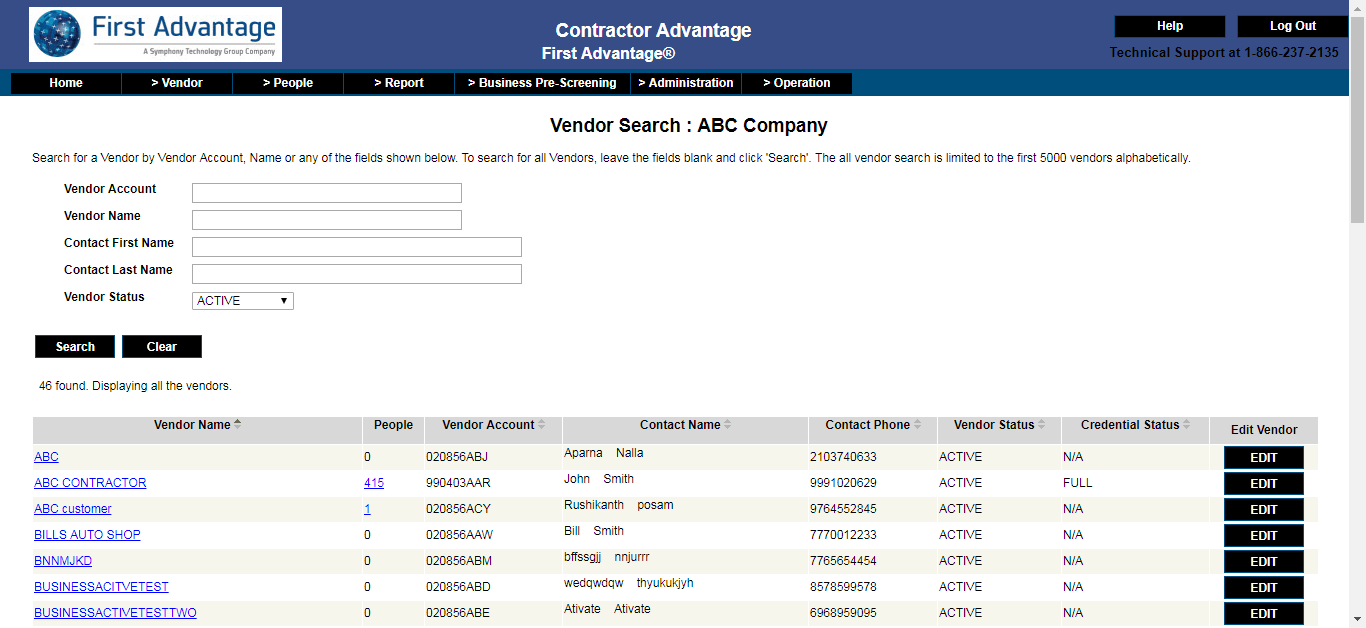 First Advantage
A Symphony Technology Group Company
Contractor Advantage
First Advantage®
Help
Log Out
Technical Support at 1-866-237-2135
Home > Vendor > People > Report > Business Pre-Screening > Administration > Operation
Vendor Search : ABC Company
Search for a Vendor by Vendor Account, Name or any of the fields shown below. To search for all Vendors, leave the fields blank and click 'Search'. The all vendor search is limited to the first 5000 vendors alphabetically.
Vendor Account
Vendor Name
Contact First Name
Contact Last Name
Vendor Status ACTIVE
Search Clear
46 found. Displaying all the vendors.
Vendor Name People Vendor Account Contact Name Contact Phone Vendor Status Credential Status Edit Vendor
ABC 0 020856ABJ Aparna Nalla 2103740633 ACTIVE N/A EDIT
ABC CONTRACTOR 415 990403AAR John Smith 9991020629 ACTIVE FULL EDIT
ABC customer 1 020856ACY Rushikanth posam 9764552845 ACTIVE N/A EDIT
BILLS AUTO SHOP 0 020856AAW Bill Smith 7770012233 ACTIVE N/A EDIT
BNNMJKD 0 020856ABM bffssgjj nnjurrr 7765654454 ACTIVE N/A EDIT
BUSINESSACITVETEST 0 020856ABD wedqwdqw thyukukjyh 8578599578 ACTIVE N/A EDIT
BUSINESSACTIVETESTTWO 0 020856ABE Ativate Ativate 6968959095 ACTIVE N/A EDIT